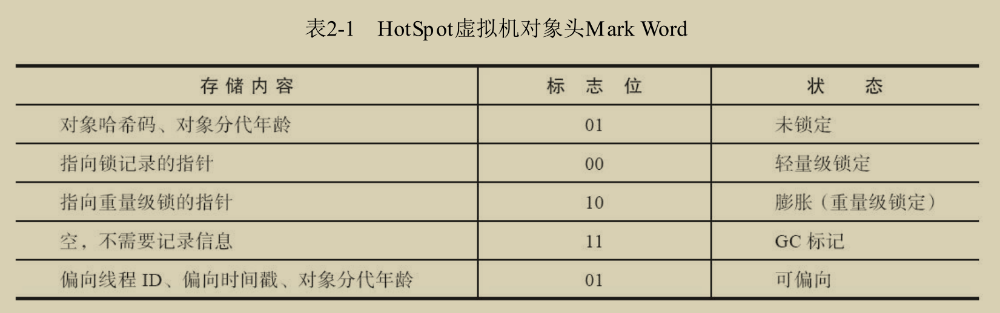 表2-1 HotSpot虚拟机对象头Mark Word
存储内容 标志位 状态
对象哈希码、对象分代年龄 01 未锁定
指向锁记录的指针 00 轻量级锁定
指向重量级锁的指针 10 膨胀（重量级锁定）
空，不需要记录信息 11 GC 标记
偏向线程 ID、偏向时间戳、对象分代年龄 01 可偏向